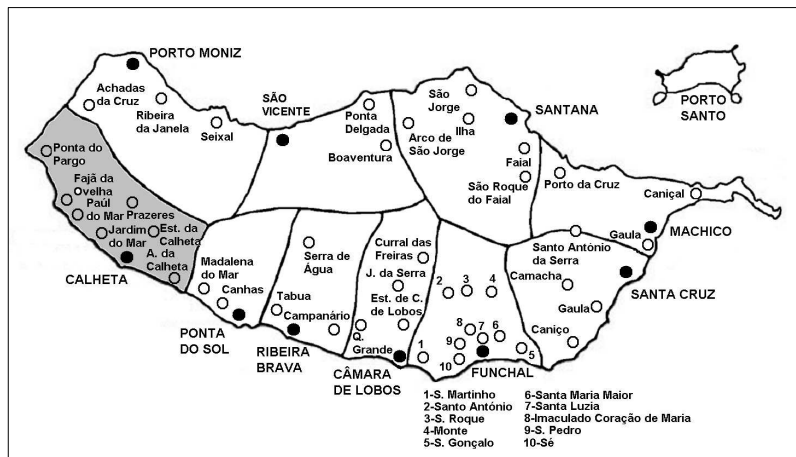 PORTO MONIZ
Achadas
da Cruz
Ribeira
da Janela
Seixal
SÃO
VICENTE
Ponta
Delgada
Boaventura
São
Jorge
Ilha
Arco de
São Jorge
SANTANA
Faial
São Roque
do Faial
PORTO
SANTO
Porto da Cruz
Caniçal
Gaula
MACHICO
Ponta do
Pargo
Fajã da
ovelha
Paúl
do Mar
Prazeres
Jardim
do Mar
Est. da
Calheta
A. da
Calheta
CALHETA
Madalena
do Mar
Canhas
PONTA
DO SOL
Serra de
Água
Tabua
Campanário
RIBEIRA
BRAVA
Curral das
Freiras
J. da Serra
Est. de C.
de Lobos
Q.
Grande
CÂMARA
DE LOBOS
2
3
4
8
7
6
9
1
10
5
FUNCHAL
Santo António
da Serra
Camacha
Gaula
Caniço
SANTA CRUZ
1-S. Martinho
2-Santo António
3-S. Roque
4-Monte
5-S. Gonçalo
6-Santa Maria Maior
7-Santa Luzia
8-Imaculado Coração de Maria
9-S. Pedro
10-Sé